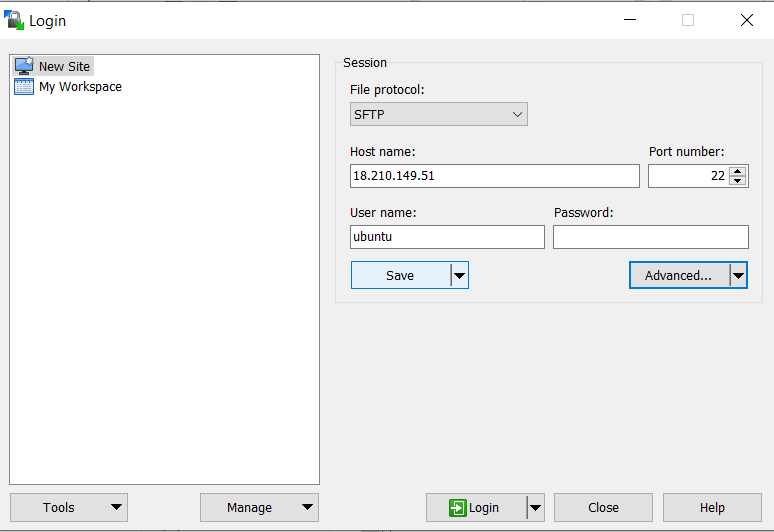 Login
New Site
My Workspace
Session
File protocol:
SFTP
Host name:
Port number:
18.210.149.51
22
User name:
Password:
ubuntu
Save
Advanced...
Tools
Manage
Login
Close
Help